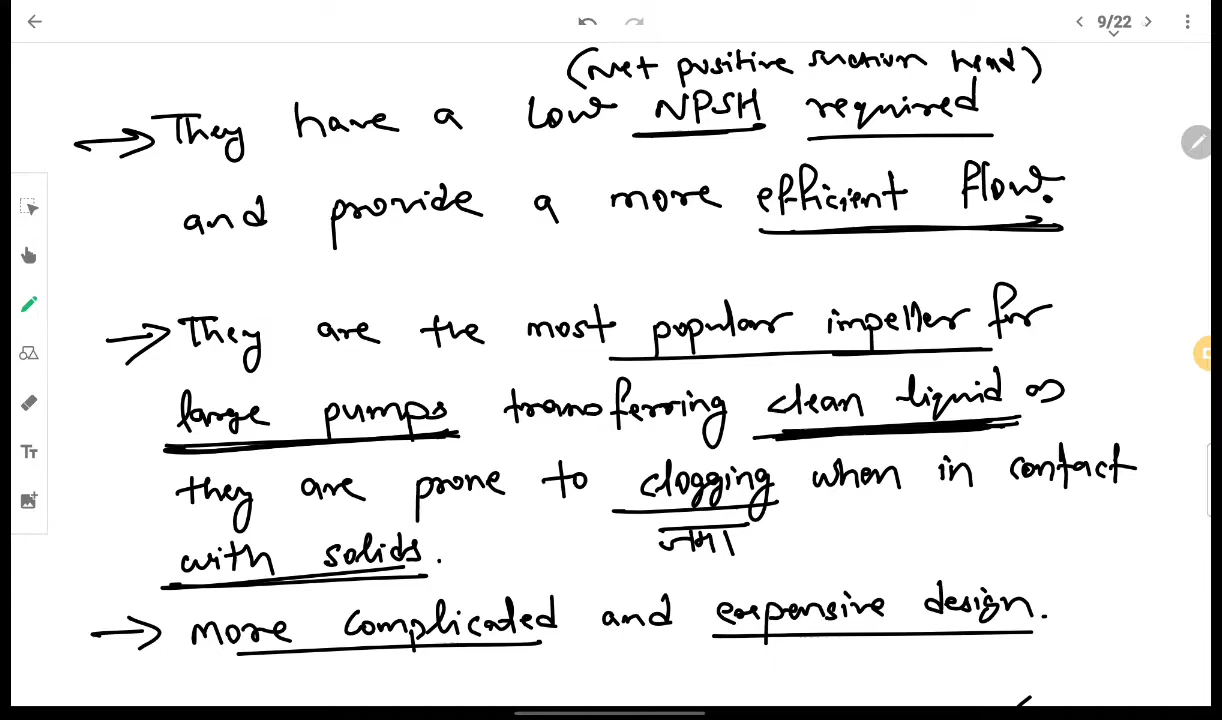 9/22
(net positive suction head)
→ They have a low NPSH required
and provide a more efficient flow.
→ They are the most popular impeller for
large pumps transferring clean liquid as
they are prone to clogging when in contact
with solids.
→ More complicated and expensive design.
TT